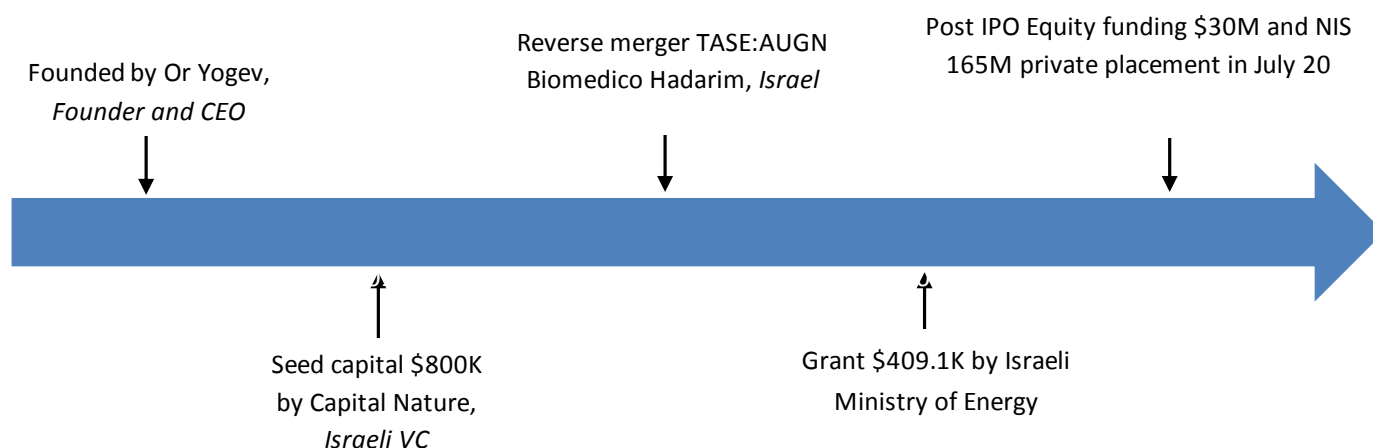 Founded by Or Yogev,
Founder and CEO
Reverse merger TASE:AUGN
Biomedico Hadarim, Israel
Post IPO Equity funding $30M and NIS
165M private placement in July 20
Seed capital $800K
by Capital Nature,
Israeli VC
Grant $409.1K by Israeli
Ministry of Energy